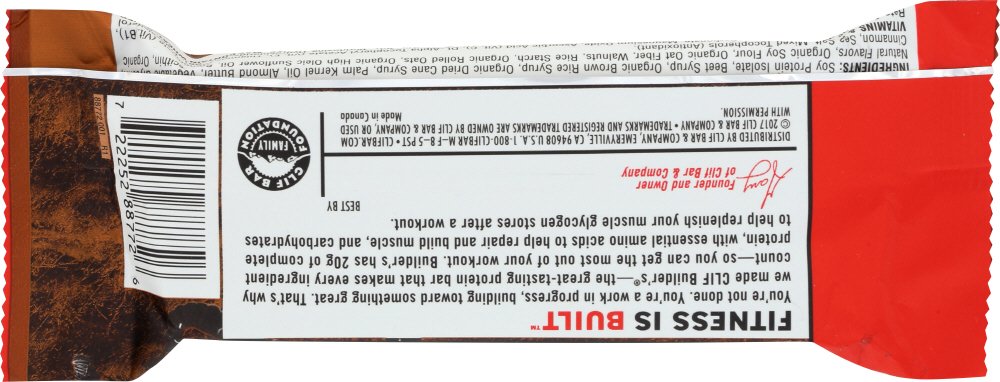 FITNESS IS BUILT™
You're not done. You're a work in progress, building toward something great. That's why
we made CLIF Builder's®—the great-tasting protein bar that makes every ingredient
count—so you can get the most out of your workout. Builder's has 20g of complete
protein, with essential amino acids to help repair and build muscle, and carbohydrates
to help replenish your muscle glycogen stores after a workout.
Gary
Founder and Owner
of Clif Bar & Company
BEST BY
DISTRIBUTED BY CLIF BAR & COMPANY, EMERYVILLE, CA 94608 U.S.A. • 1-800-CLIFBAR M–F 8–5 PST • CLIFBAR.COM
© 2017 CLIF BAR & COMPANY • TRADEMARKS AND REGISTERED TRADEMARKS ARE OWNED BY CLIF BAR & COMPANY, OR USED
WITH PERMISSION.
Made in Canada
CLIF BAR
FAMILY
FOUNDATION
7 22252 88772 6
INGREDIENTS: Soy Protein Isolate, Beet Syrup, Organic Brown Rice Syrup, Organic Dried Cane Syrup, Palm Kernel Oil, Almond Butter, Vegetable
Natural Flavors, Organic Soy Flour, Organic Oat Fiber, Walnuts, Rice Starch, Organic Rolled Oats, Organic High Oleic Sunflower Oil,
Cinnamon, Sea Salt, Mixed Tocopherols (Antioxidant)
VITAMINS
(Vit B1),